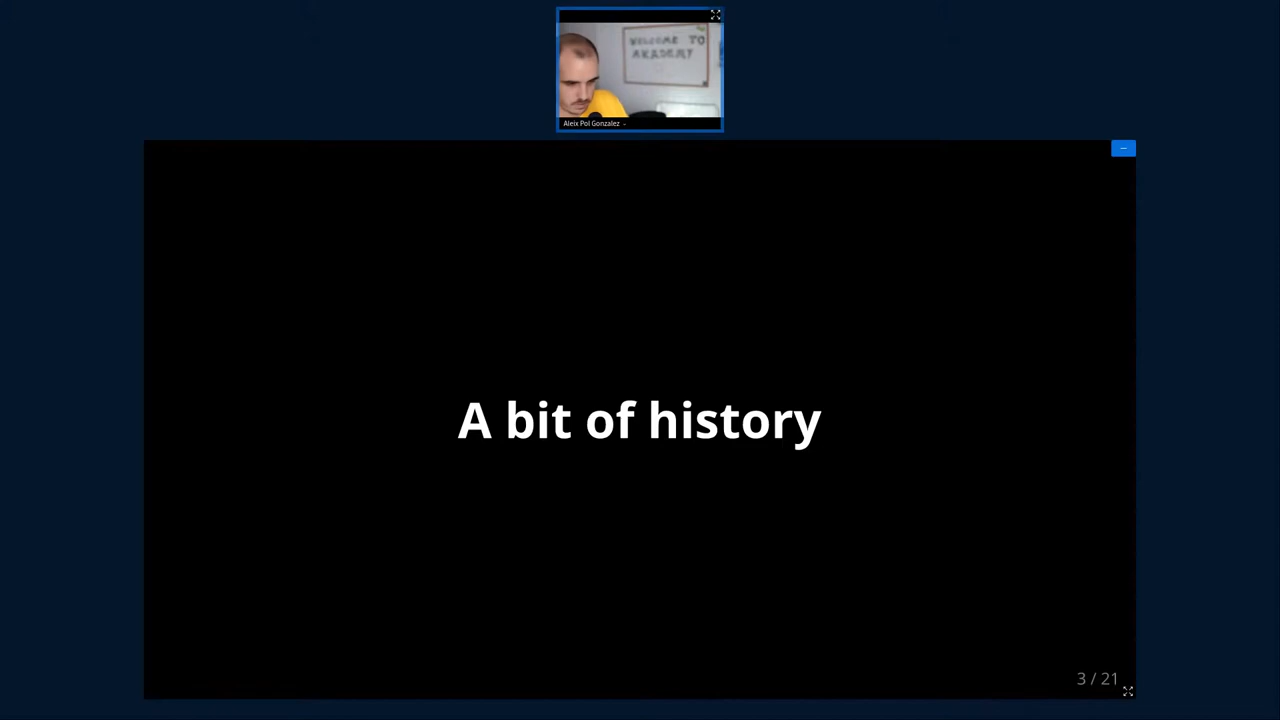 WELCOME TO
AKADEMY
Aleix Pol Gonzalez
A bit of history
3 / 21